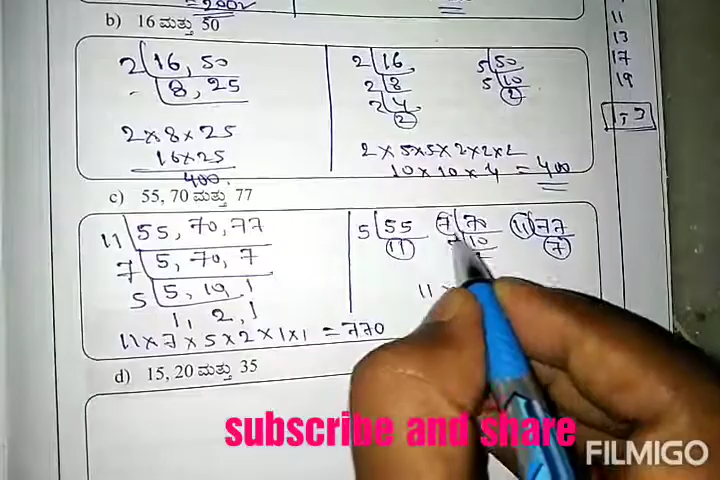 b) 16 ಮತ್ತು 50
11
13
17
19
2 16, 50
8, 25
2 × 8 × 25
16 × 25
400.
2 16
2 8
2 4
2
5 50
5 10
2
2 × 5 × 5 × 2 × 2 × 2
10 × 10 × 4 = 400
c) 55, 70 ಮತ್ತು 77
11 55, 70, 77
7 5, 70, 7
5 5, 10, 1
1, 2, 1
11 × 7 × 5 × 2 × 1 × 1 = 770
5 55
11
7 70
10
11 77
7
11
d) 15, 20 ಮತ್ತು 35
subscribe and share
FILMIGO